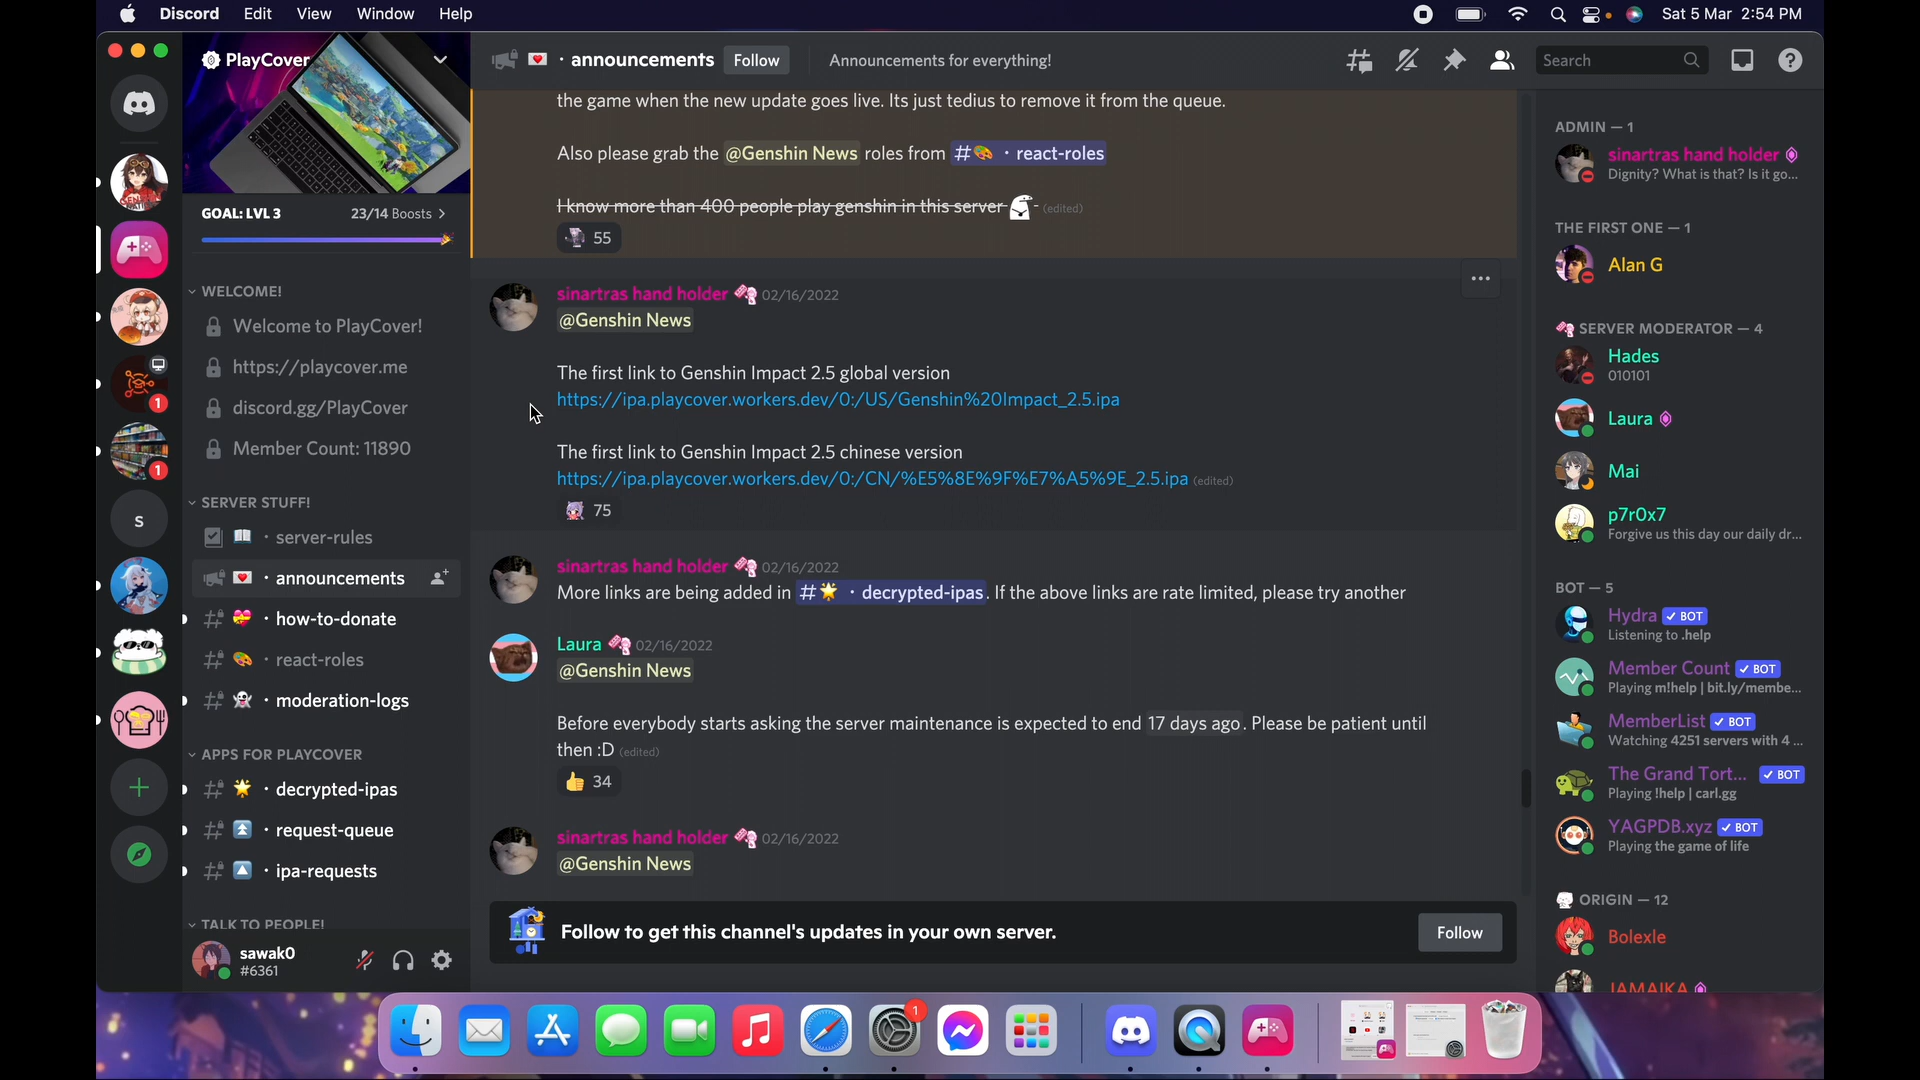 Discord Edit View Window Help
Sat 5 Mar 2:54 PM
PlayCover
GOAL: LVL 3 23/14 Boosts
WELCOME!
Welcome to PlayCover!
https://playcover.me
discord.gg/PlayCover
Member Count: 11890
SERVER STUFF!
server-rules
announcements
how-to-donate
react-roles
moderation-logs
APPS FOR PLAYCOVER
decrypted-ipas
request-queue
ipa-requests
TALK TO PEOPLE!
sawak0
#6361
1
1
s
announcements Follow Announcements for everything!
Search
the game when the new update goes live. Its just tedius to remove it from the queue.
Also please grab the @Genshin News roles from # · react-roles
I know more than 400 people play genshin in this server - (edited)
55
sinartras hand holder 02/16/2022
@Genshin News
The first link to Genshin Impact 2.5 global version
https://ipa.playcover.workers.dev/0:/US/Genshin%20Impact_2.5.ipa
The first link to Genshin Impact 2.5 chinese version
https://ipa.playcover.workers.dev/0:/CN/%E5%8E%9F%E7%A5%9E_2.5.ipa (edited)
75
sinartras hand holder 02/16/2022
More links are being added in # · decrypted-ipas. If the above links are rate limited, please try another
Laura 02/16/2022
@Genshin News
Before everybody starts asking the server maintenance is expected to end 17 days ago. Please be patient until
then :D (edited)
34
sinartras hand holder 02/16/2022
@Genshin News
Follow to get this channel's updates in your own server.
Follow
ADMIN — 1
sinartras hand holder
Dignity? What is that? Is it go...
THE FIRST ONE — 1
Alan G
SERVER MODERATOR — 4
Hades
010101
Laura
Mai
p7r0x7
Forgive us this day our daily dr...
BOT — 5
Hydra BOT
Listening to .help
Member Count BOT
Playing m!help | bit.ly/membe...
MemberList BOT
Watching 4251 servers with 4 ...
The Grand Tort... BOT
Playing !help | carl.gg
YAGPDB.xyz BOT
Playing the game of life
ORIGIN — 12
Bolexle
JAMAIKA
1